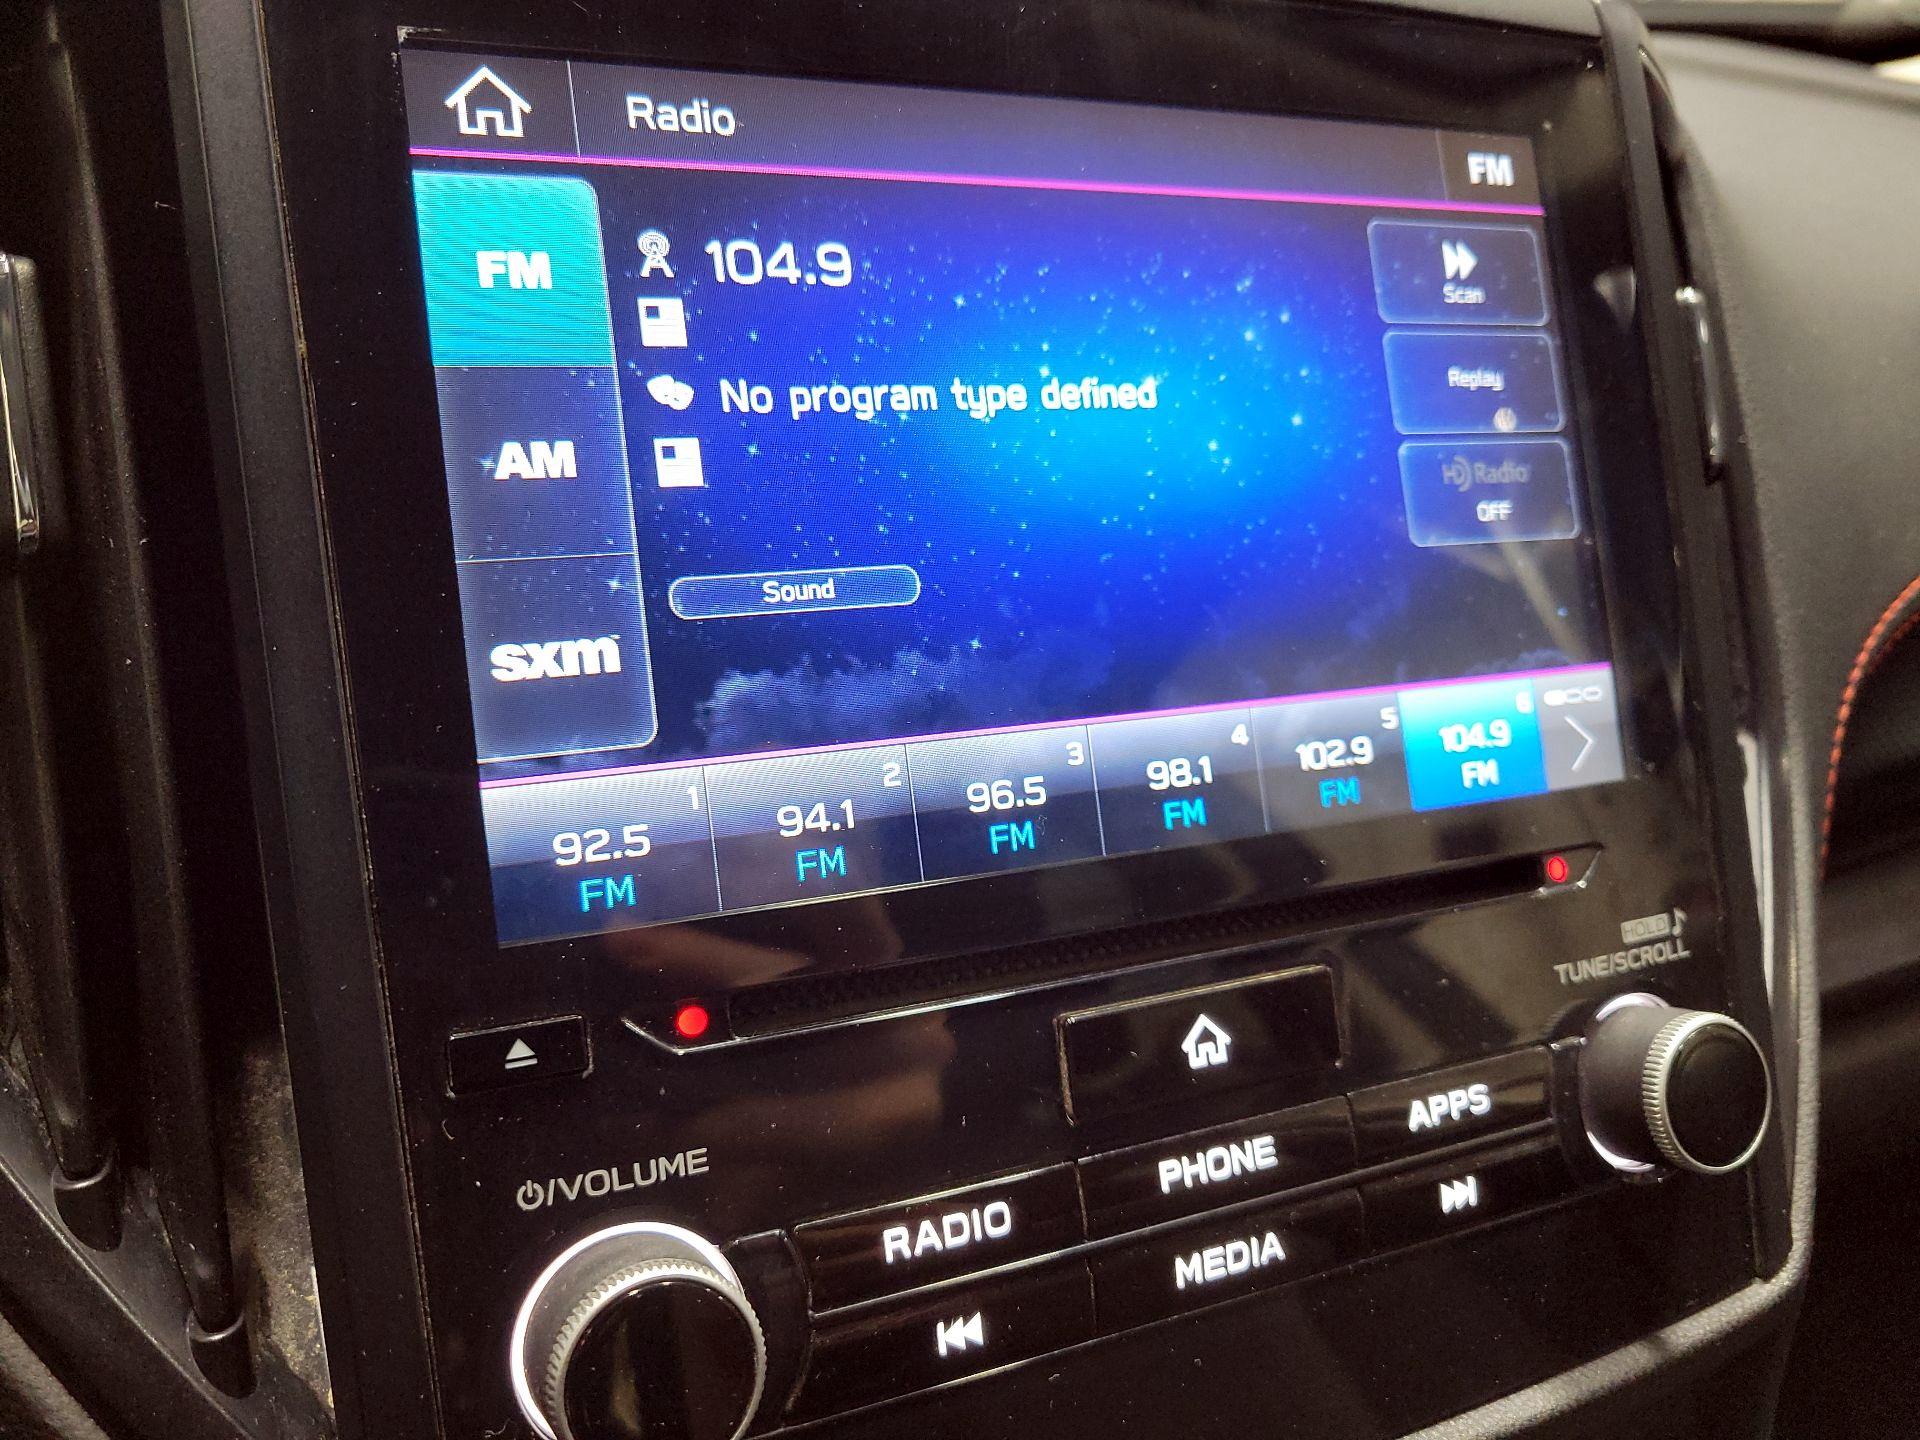 Radio
FM
FM
104.9
Scan
No program type defined
Replay
AM
HD Radio
OFF
Sound
sxm
1
92.5
FM
2
94.1
FM
3
96.5
FM
4
98.1
FM
5
102.9
FM
6
104.9
FM
HOLD
TUNE/SCROLL
/VOLUME
RADIO
PHONE
APPS
MEDIA